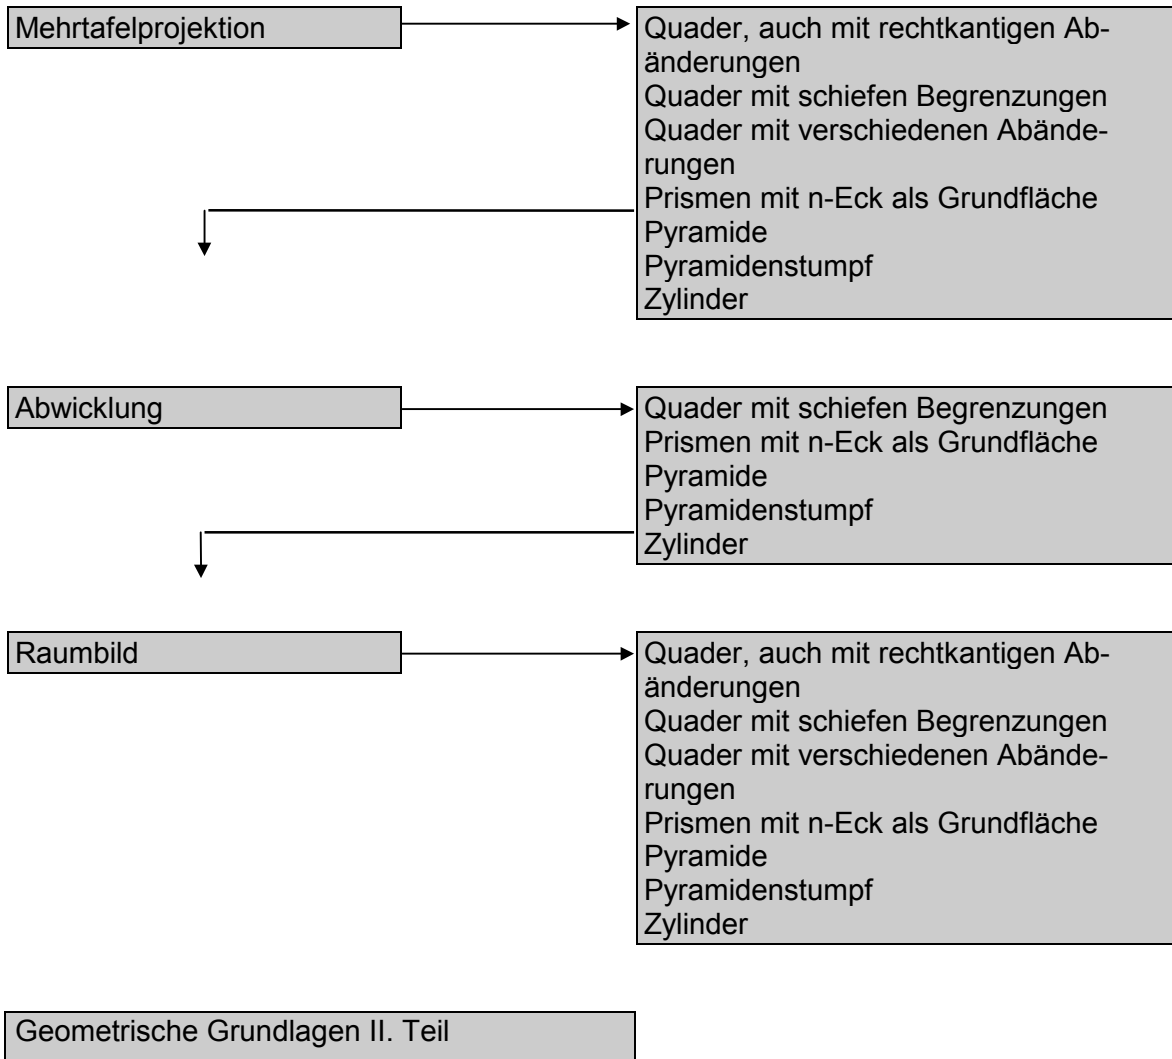 Mehrtafelprojektion
Quader, auch mit rechtkantigen Ab-
änderungen
Quader mit schiefen Begrenzungen
Quader mit verschiedenen Abände-
rungen
Prismen mit n-Eck als Grundfläche
Pyramide
Pyramidenstumpf
Zylinder
Abwicklung
Quader mit schiefen Begrenzungen
Prismen mit n-Eck als Grundfläche
Pyramide
Pyramidenstumpf
Zylinder
Raumbild
Quader, auch mit rechtkantigen Ab-
änderungen
Quader mit schiefen Begrenzungen
Quader mit verschiedenen Abände-
rungen
Prismen mit n-Eck als Grundfläche
Pyramide
Pyramidenstumpf
Zylinder
Geometrische Grundlagen II. Teil